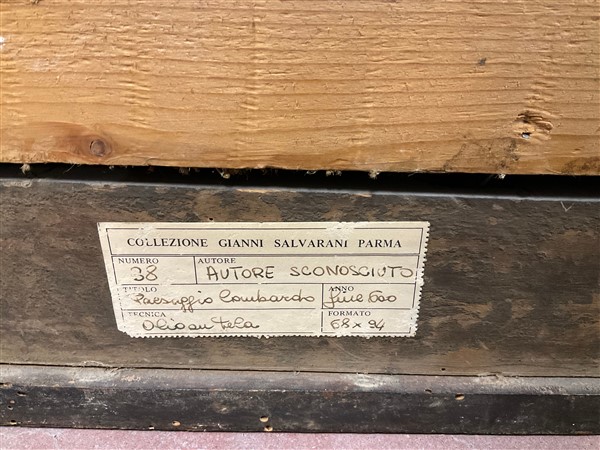 COLLEZIONE GIANNI SALVARANI PARMA
NUMERO AUTORE
38 AUTORE SCONOSCIUTO
TITOLO ANNO
Paesaggio Lombardo fine 600
TECNICA FORMATO
Olio su tela 68 x 94